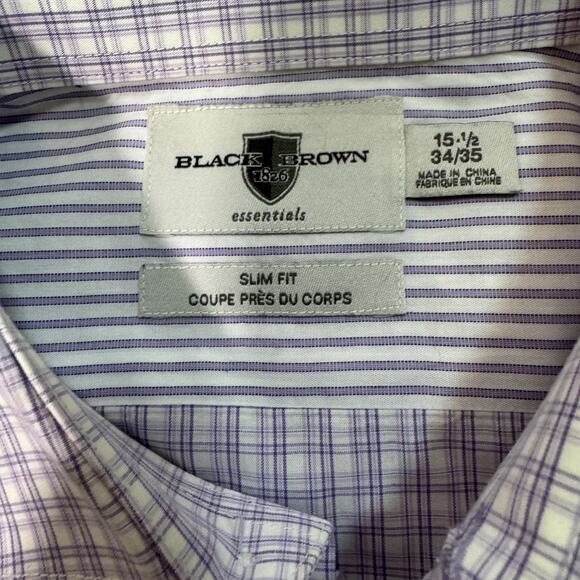 BLACK BROWN
1826
essentials
15-1/2
34/35
MADE IN CHINA
FABRIQUE EN CHINE
SLIM FIT
COUPE PRÈS DU CORPS